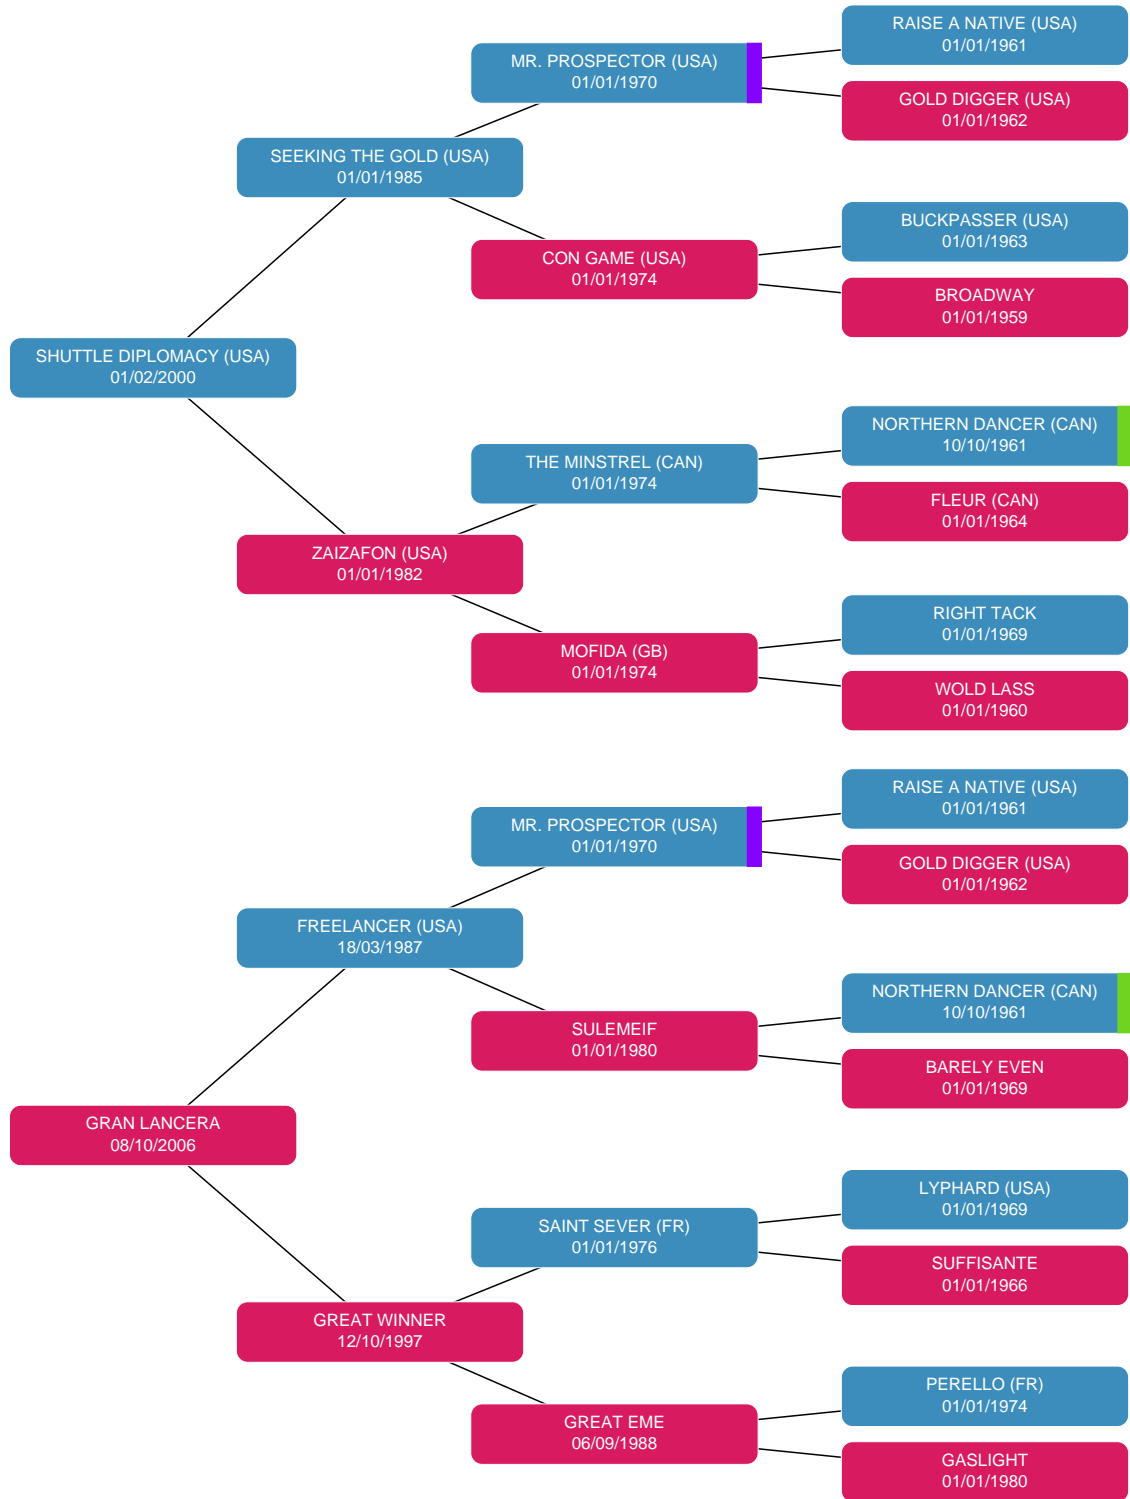 RAISE A NATIVE (USA)
01/01/1961
MR. PROSPECTOR (USA)
01/01/1970
GOLD DIGGER (USA)
01/01/1962
SEEKING THE GOLD (USA)
01/01/1985
BUCKPASSER (USA)
01/01/1963
CON GAME (USA)
01/01/1974
BROADWAY
01/01/1959
SHUTTLE DIPLOMACY (USA)
01/02/2000
NORTHERN DANCER (CAN)
10/10/1961
THE MINSTREL (CAN)
01/01/1974
FLEUR (CAN)
01/01/1964
ZAIZAFON (USA)
01/01/1982
RIGHT TACK
01/01/1969
MOFIDA (GB)
01/01/1974
WOLD LASS
01/01/1960
RAISE A NATIVE (USA)
01/01/1961
MR. PROSPECTOR (USA)
01/01/1970
GOLD DIGGER (USA)
01/01/1962
FREELANCER (USA)
18/03/1987
NORTHERN DANCER (CAN)
10/10/1961
SULEMEIF
01/01/1980
BARELY EVEN
01/01/1969
GRAN LANCERA
08/10/2006
LYPHARD (USA)
01/01/1969
SAINT SEVER (FR)
01/01/1976
SUFFISANTE
01/01/1966
GREAT WINNER
12/10/1997
PERELLO (FR)
01/01/1974
GREAT EME
06/09/1988
GASLIGHT
01/01/1980